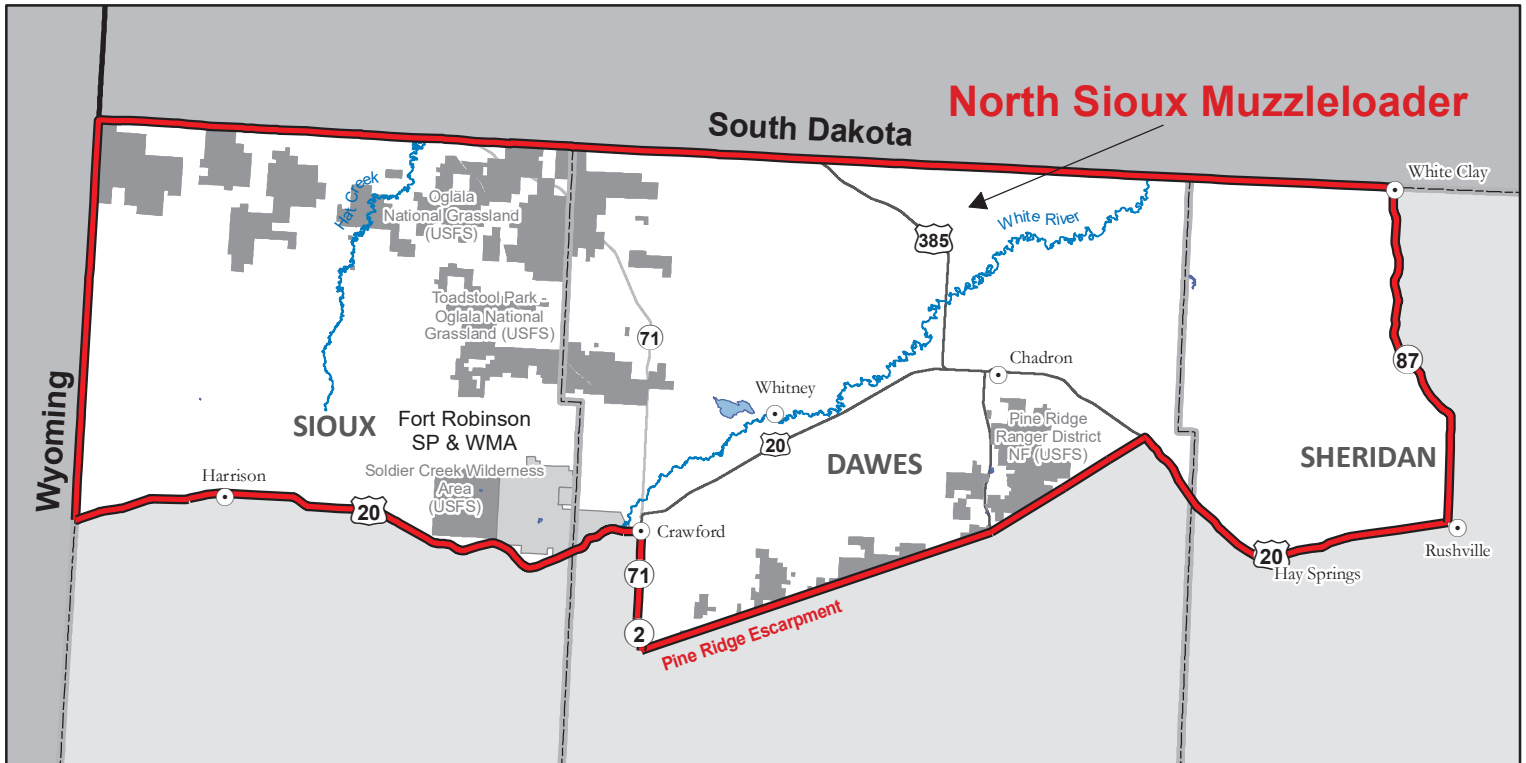 North Sioux Muzzleloader
South Dakota
White Clay
Hat Creek
Oglala
National Grassland
(USFS)
White River
385
Toadstool Park -
Oglala National
Grassland (USFS)
71
87
Chadron
Whitney
Wyoming
SIOUX
Fort Robinson
SP & WMA
Pine Ridge
Ranger District
NF (USFS)
20
DAWES
SHERIDAN
Soldier Creek Wilderness
Area
(USFS)
Harrison
20
Crawford
Rushville
20
Hay Springs
71
2
Pine Ridge Escarpment